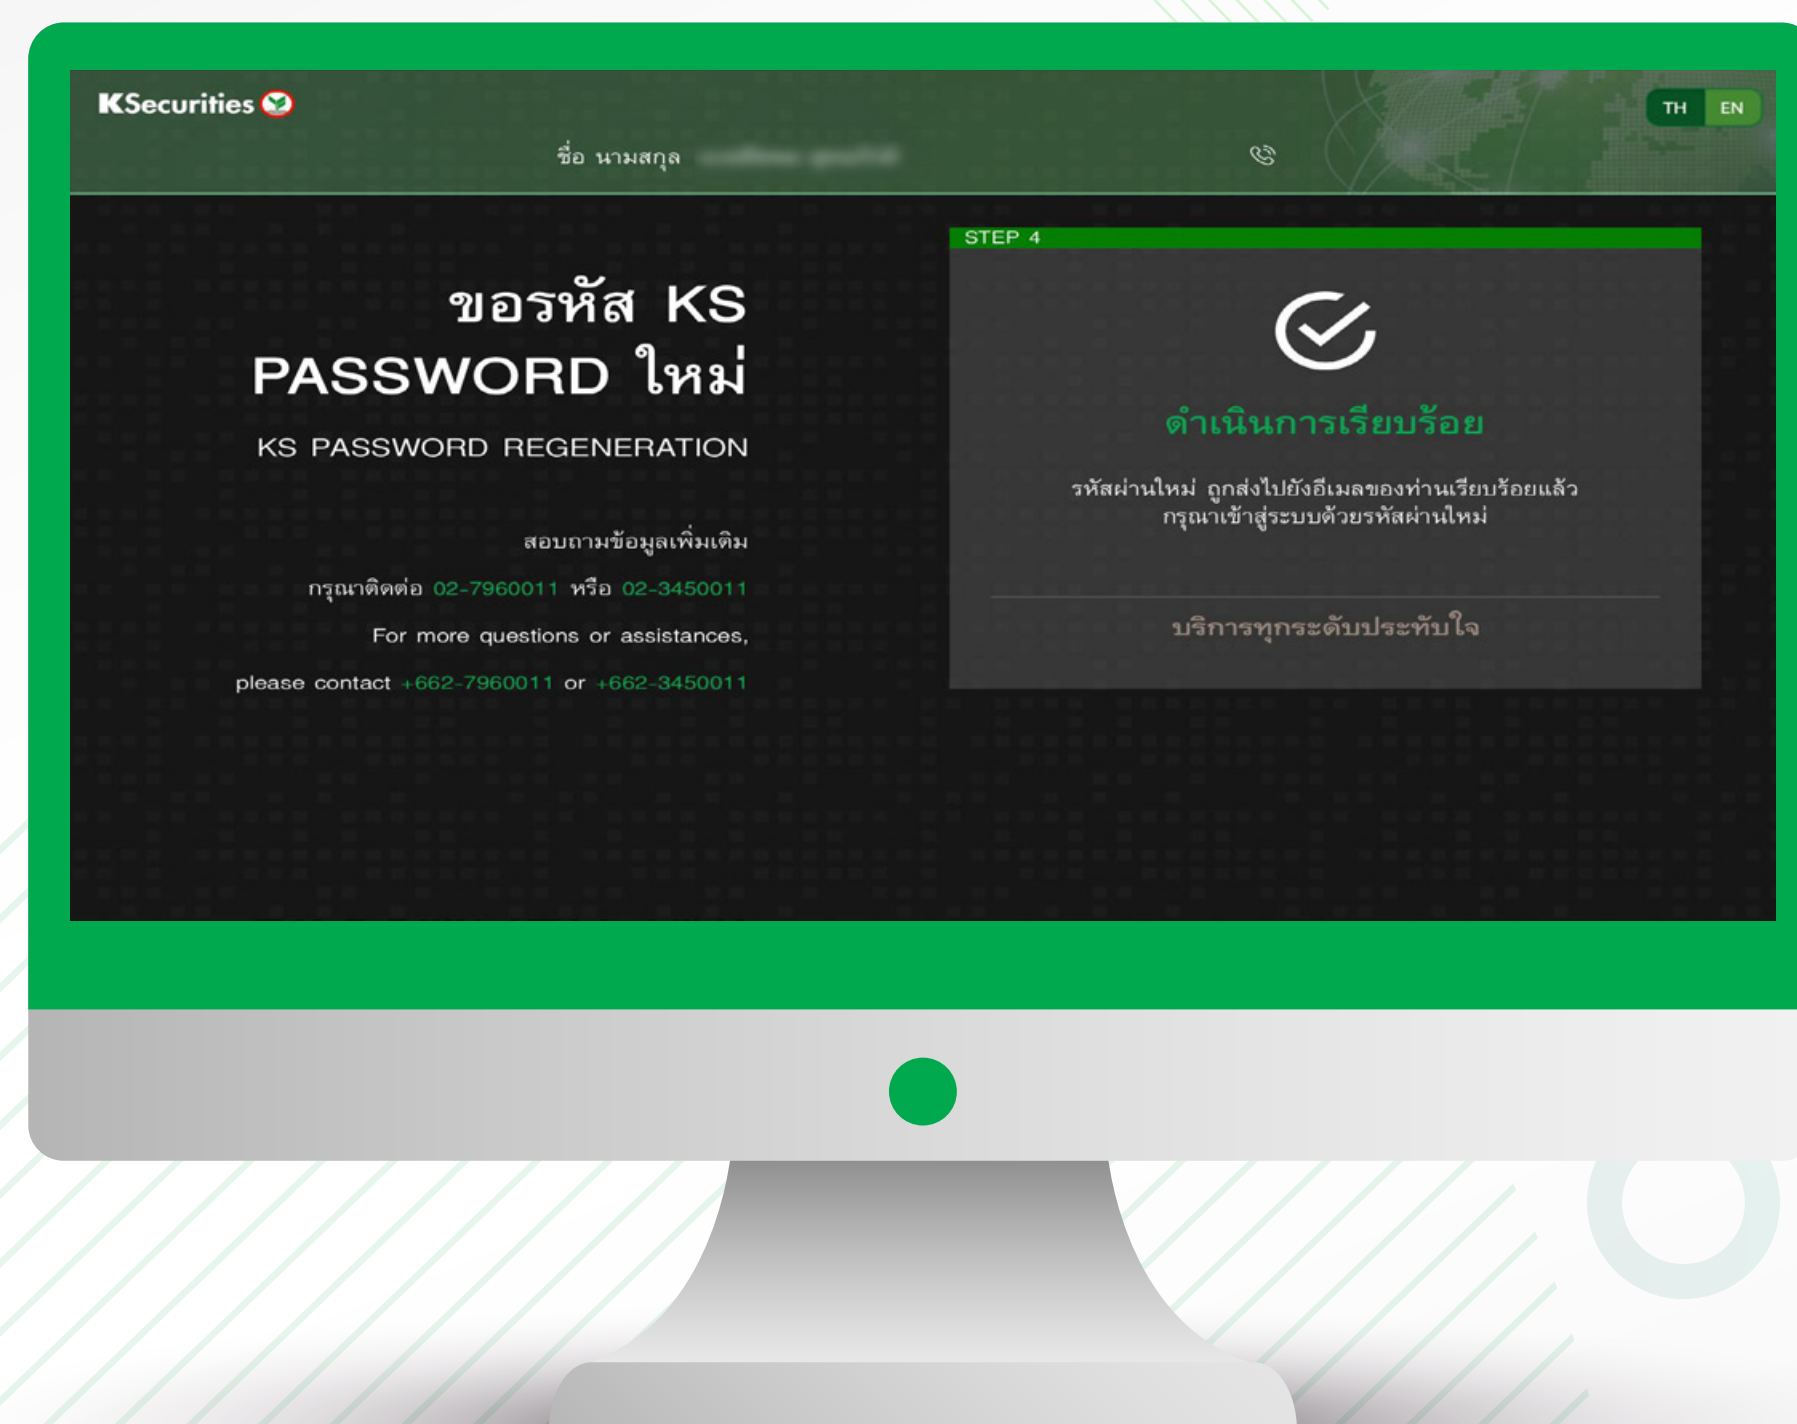 KSecurities
TH EN
ชื่อ นามสกุล
ขอรหัส KS
PASSWORD ใหม่
KS PASSWORD REGENERATION
สอบถามข้อมูลเพิ่มเติม
กรุณาติดต่อ 02-7960011 หรือ 02-3450011
For more questions or assistances,
please contact +662-7960011 or +662-3450011
STEP 4
ดำเนินการเรียบร้อย
รหัสผ่านใหม่ ถูกส่งไปยังอีเมลของท่านเรียบร้อยแล้ว
กรุณาเข้าสู่ระบบด้วยรหัสผ่านใหม่
บริการทุกระดับประทับใจ